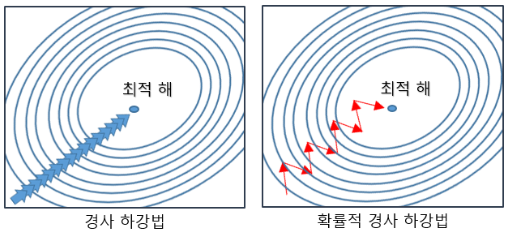 최적 해
최적 해
경사 하강법
확률적 경사 하강법